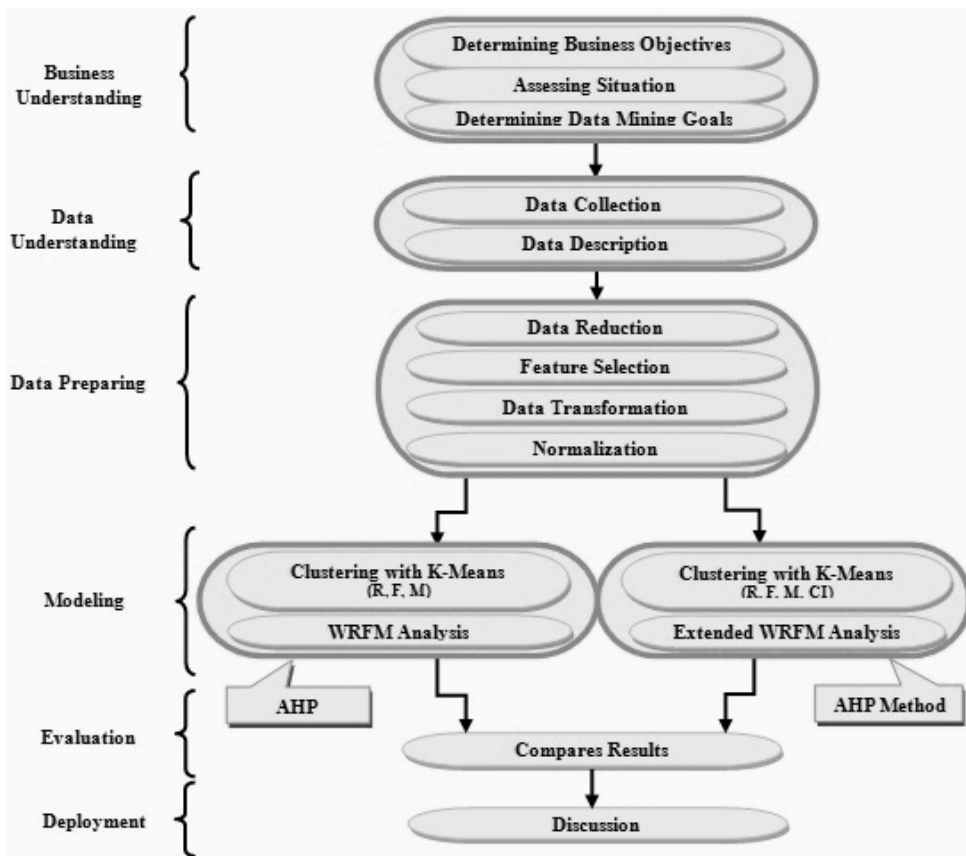 Business
Understanding
Determining Business Objectives
Assessing Situation
Determining Data Mining Goals
Data
Understanding
Data Collection
Data Description
Data Preparing
Data Reduction
Feature Selection
Data Transformation
Normalization
Modeling
Clustering with K-Means
(R, F, M)
WRFM Analysis
AHP
Clustering with K-Means
(R, F, M, CI)
Extended WRFM Analysis
AHP Method
Evaluation
Compares Results
Deployment
Discussion